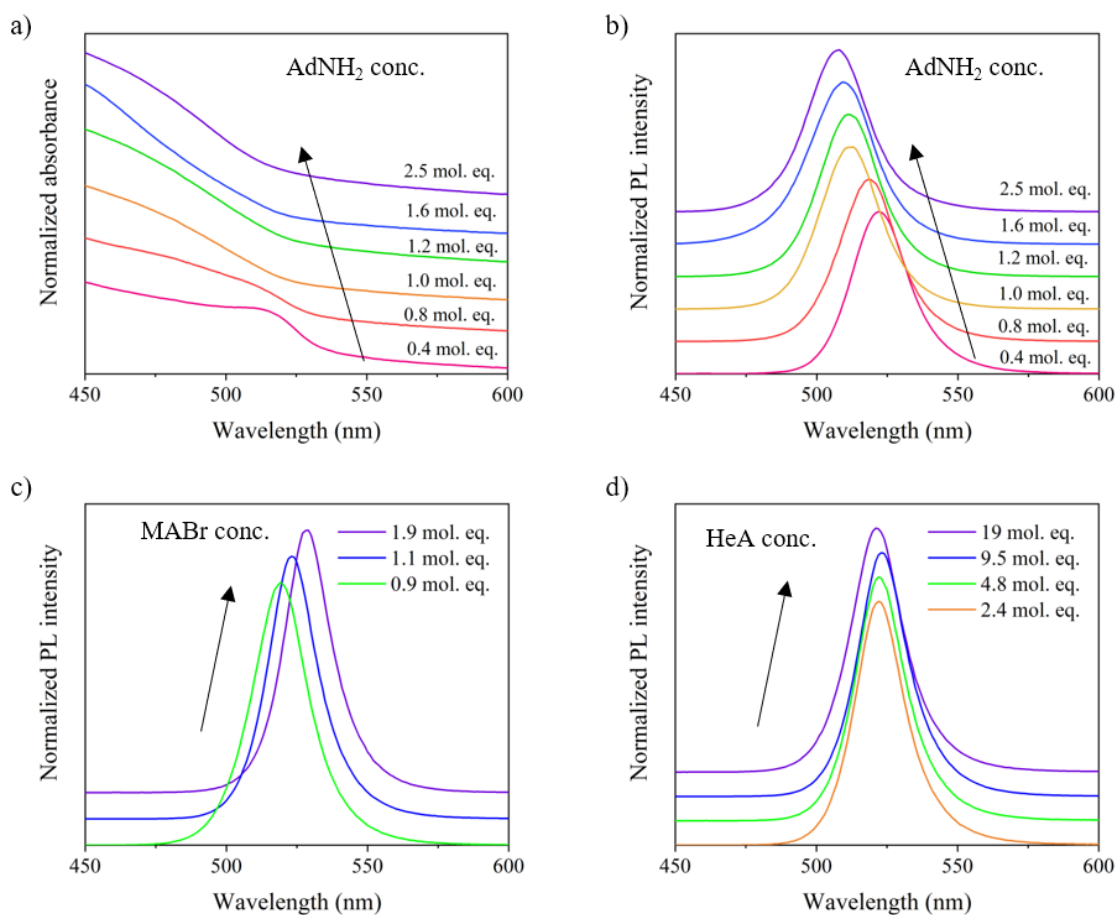 a)
Normalized absorbance
AdNH₂ conc.
2.5 mol. eq.
1.6 mol. eq.
1.2 mol. eq.
1.0 mol. eq.
0.8 mol. eq.
0.4 mol. eq.
450 500 550 600
Wavelength (nm)
b)
Normalized PL intensity
AdNH₂ conc.
2.5 mol. eq.
1.6 mol. eq.
1.2 mol. eq.
1.0 mol. eq.
0.8 mol. eq.
0.4 mol. eq.
450 500 550 600
Wavelength (nm)
c)
Normalized PL intensity
MABr conc.
1.9 mol. eq.
1.1 mol. eq.
0.9 mol. eq.
450 500 550 600
Wavelength (nm)
d)
Normalized PL intensity
HeA conc.
19 mol. eq.
9.5 mol. eq.
4.8 mol. eq.
2.4 mol. eq.
450 500 550 600
Wavelength (nm)